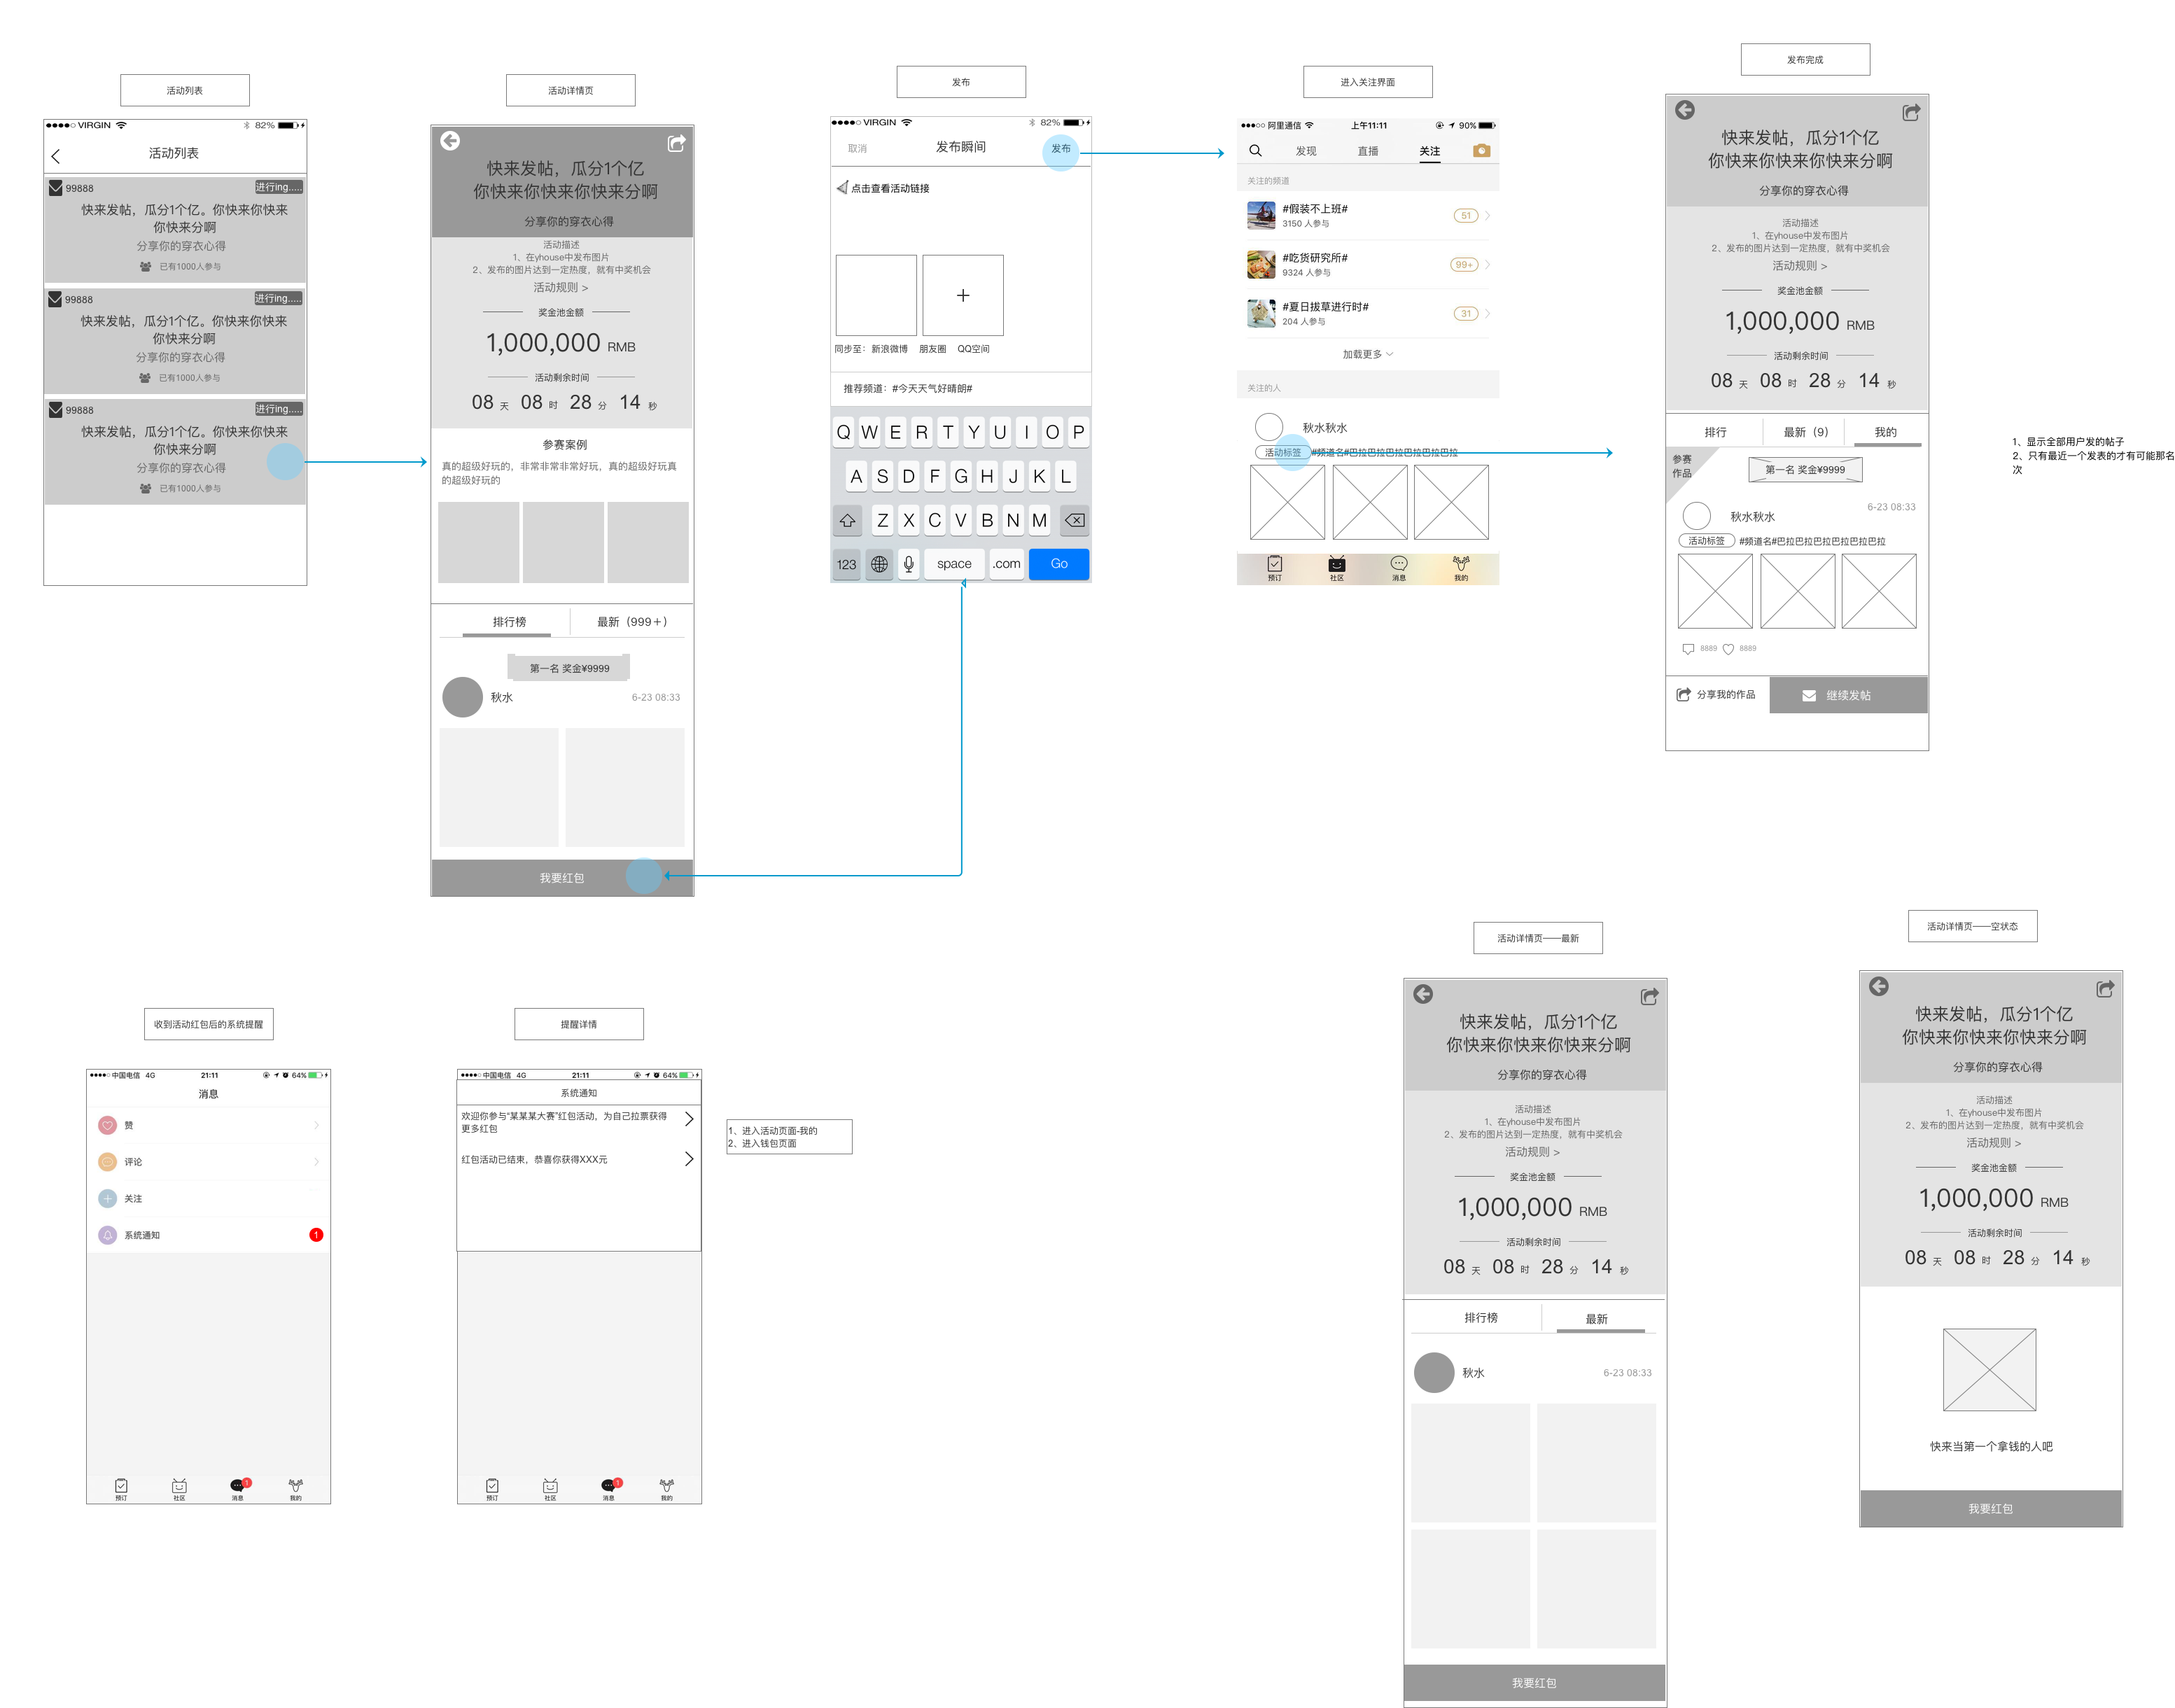 活动列表
●●●●○ VIRGIN
82%
活动列表
99888
进行ing.....
快来发帖，瓜分1个亿。你快来你快来
你快来分啊
分享你的穿衣心得
已有1000人参与
99888
进行ing.....
快来发帖，瓜分1个亿。你快来你快来
你快来分啊
分享你的穿衣心得
已有1000人参与
99888
进行ing.....
快来发帖，瓜分1个亿。你快来你快来
你快来分啊
分享你的穿衣心得
已有1000人参与
活动详情页
快来发帖，瓜分1个亿
你快来你快来你快来分啊
分享你的穿衣心得
活动描述
1、在yhouse中发布图片
2、发布的图片达到一定热度，就有中奖机会
活动规则 >
奖金池金额
1,000,000 RMB
活动剩余时间
08 天 08 时 28 分 14 秒
参赛案例
真的超级好玩的，非常非常非常好玩，真的超级好玩真
的超级好玩的
排行榜
最新（999＋）
第一名 奖金¥9999
秋水
6-23 08:33
我要红包
发布
●●●●○ VIRGIN
82%
取消
发布瞬间
发布
点击查看活动链接
+
同步至：新浪微博 朋友圈 QQ空间
推荐频道：#今天天气好晴朗#
Q W E R T Y U I O P
A S D F G H J K L
Z X C V B N M
123
space
.com
Go
进入关注界面
●●●○○ 阿里通信
上午11:11
90%
发现
直播
关注
关注的频道
#假装不上班#
3150 人参与
51
#吃货研究所#
9324 人参与
99+
#夏日拔草进行时#
204 人参与
31
加载更多
关注的人
秋水秋水
活动标签
#频道名#巴拉巴拉巴拉巴拉巴拉巴拉
预订
社区
消息
我的
发布完成
快来发帖，瓜分1个亿
你快来你快来你快来分啊
分享你的穿衣心得
活动描述
1、在yhouse中发布图片
2、发布的图片达到一定热度，就有中奖机会
活动规则 >
奖金池金额
1,000,000 RMB
活动剩余时间
08 天 08 时 28 分 14 秒
排行
最新（9）
我的
参赛
作品
第一名 奖金¥9999
6-23 08:33
秋水秋水
活动标签
#频道名#巴拉巴拉巴拉巴拉巴拉巴拉
8889
8889
分享我的作品
继续发帖
1、显示全部用户发的帖子
2、只有最近一个发表的才有可能那名
次
收到活动红包后的系统提醒
●●●●○ 中国电信 4G
21:11
64%
消息
赞
评论
关注
系统通知
1
预订
社区
1
消息
我的
提醒详情
●●●●○ 中国电信 4G
21:11
64%
系统通知
欢迎你参与“某某某大赛”红包活动，为自己拉票获得
更多红包
红包活动已结束，恭喜你获得XXX元
预订
社区
1
消息
我的
1、进入活动页面-我的
2、进入钱包页面
活动详情页——最新
快来发帖，瓜分1个亿
你快来你快来你快来分啊
分享你的穿衣心得
活动描述
1、在yhouse中发布图片
2、发布的图片达到一定热度，就有中奖机会
活动规则 >
奖金池金额
1,000,000 RMB
活动剩余时间
08 天 08 时 28 分 14 秒
排行榜
最新
秋水
6-23 08:33
我要红包
活动详情页——空状态
快来发帖，瓜分1个亿
你快来你快来你快来分啊
分享你的穿衣心得
活动描述
1、在yhouse中发布图片
2、发布的图片达到一定热度，就有中奖机会
活动规则 >
奖金池金额
1,000,000 RMB
活动剩余时间
08 天 08 时 28 分 14 秒
快来当第一个拿钱的人吧
我要红包